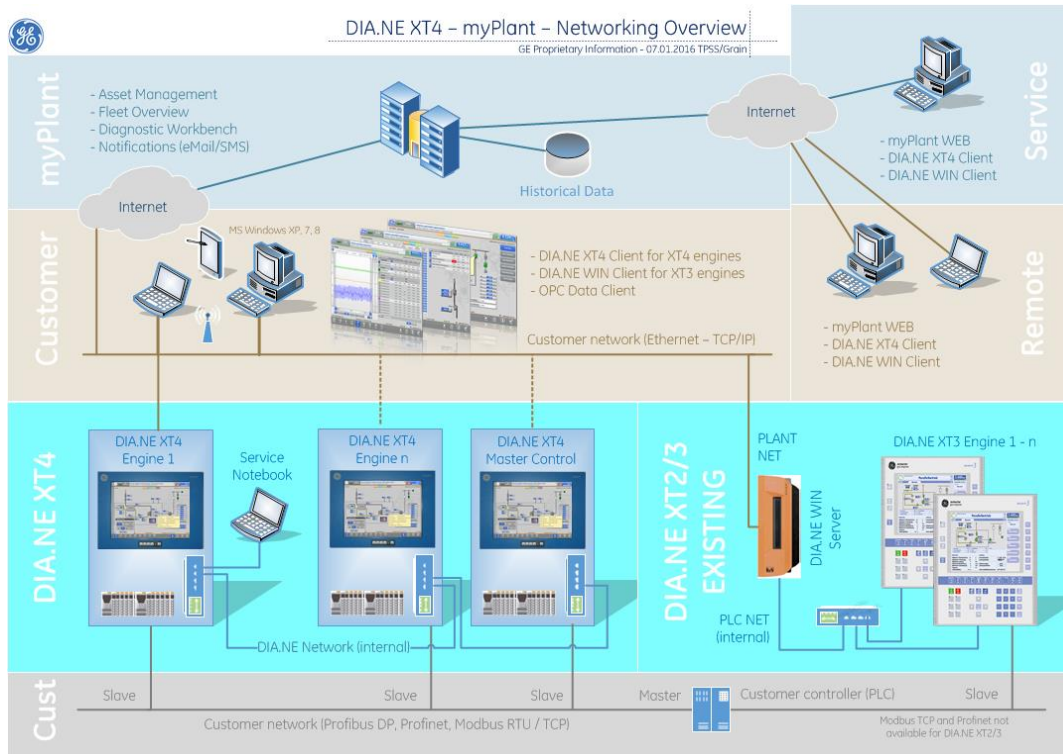 DIA.NE XT4 – myPlant – Networking Overview
GE Proprietary Information - 07.01.2016 TPSS/Grain
myPlant
- Asset Management
- Fleet Overview
- Diagnostic Workbench
- Notifications (eMail/SMS)
Historical Data
Internet
Internet
Service
- myPlant WEB
- DIA.NE XT4 Client
- DIA.NE WIN Client
Customer
MS Windows XP, 7, 8
- DIA.NE XT4 Client for XT4 engines
- DIA.NE WIN Client for XT3 engines
- OPC Data Client
Customer network (Ethernet – TCP/IP)
Remote
- myPlant WEB
- DIA.NE XT4 Client
- DIA.NE WIN Client
DIA.NE XT4
DIA.NE XT4
Engine 1
Service
Notebook
DIA.NE XT4
Engine n
DIA.NE XT4
Master Control
DIA.NE Network (internal)
DIA.NE XT2/3
EXISTING
PLANT
NET
DIA.NE WIN
Server
DIA.NE XT3 Engine 1 - n
PLC NET
(internal)
Cust
Slave
Slave
Slave
Master
Customer controller (PLC)
Slave
Customer network (Profibus DP, Profinet, Modbus RTU / TCP)
Modbus TCP and Profinet not
available for DIA.NE XT2/3